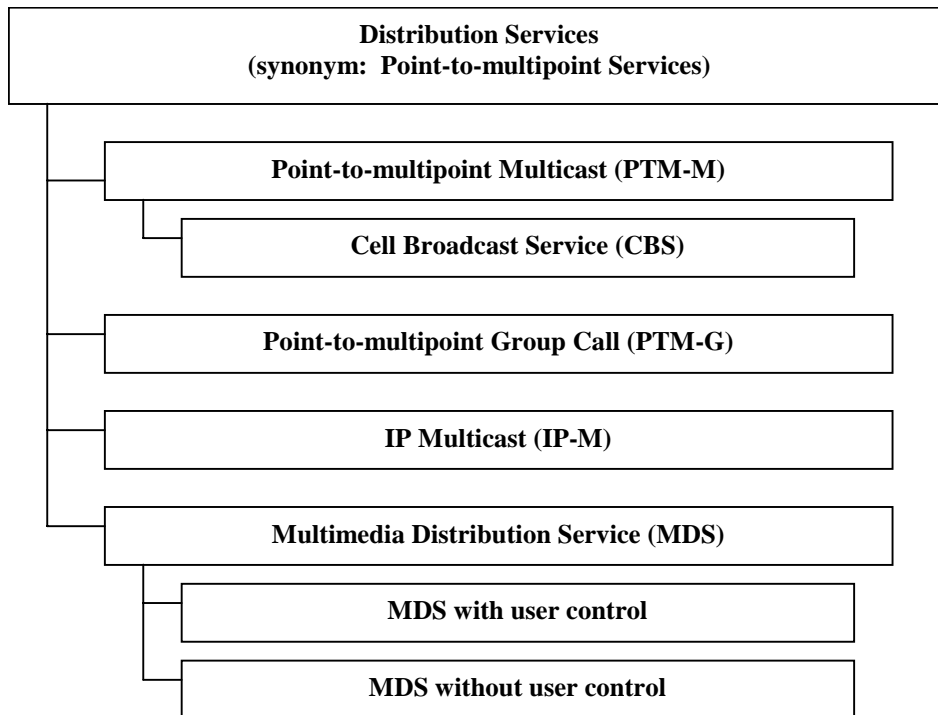 Distribution Services
(synonym: Point-to-multipoint Services)
Point-to-multipoint Multicast (PTM-M)
Cell Broadcast Service (CBS)
Point-to-multipoint Group Call (PTM-G)
IP Multicast (IP-M)
Multimedia Distribution Service (MDS)
MDS with user control
MDS without user control